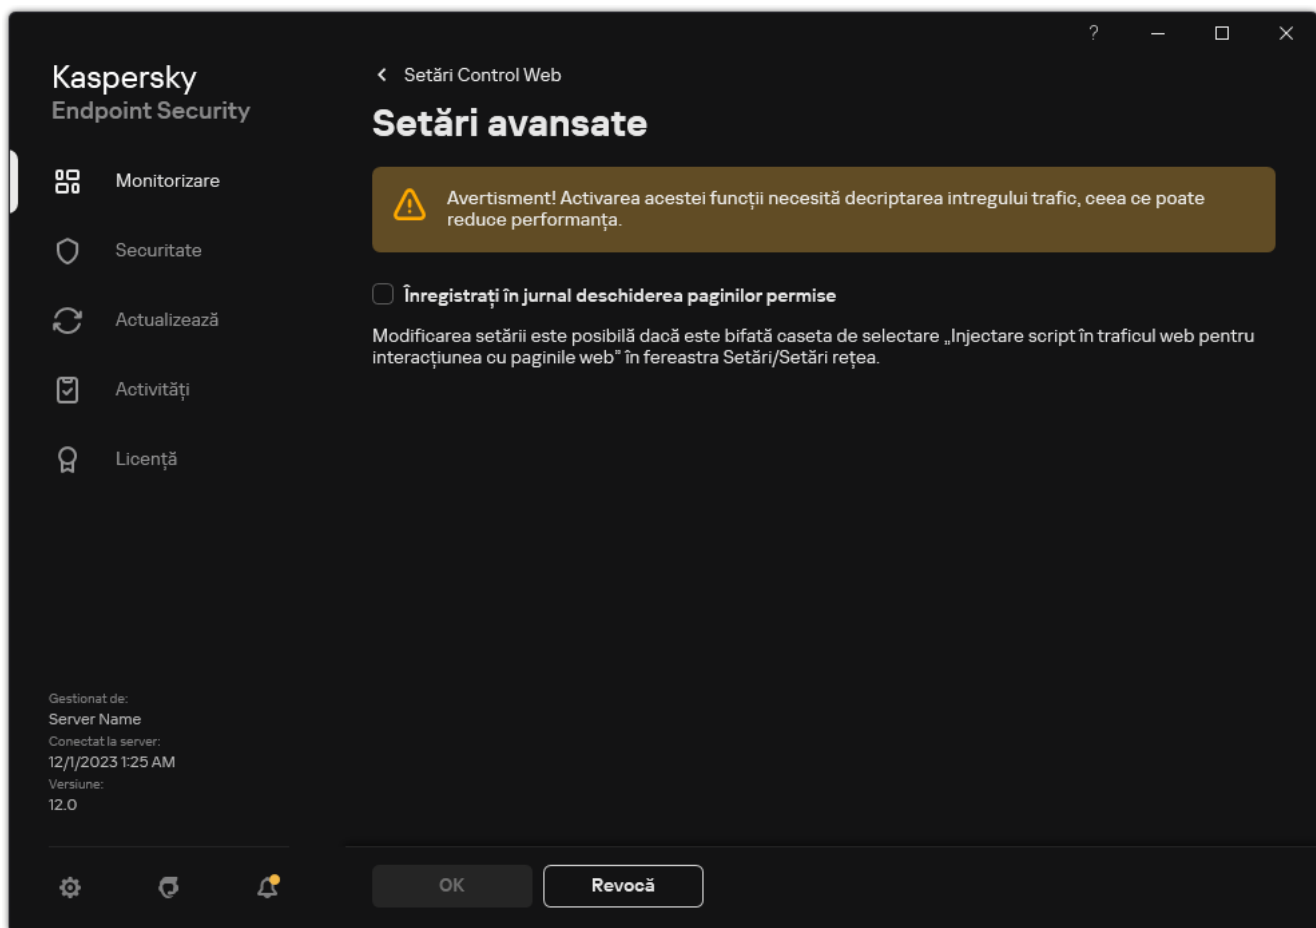 ?
Kaspersky
Endpoint Security
Monitorizare
Securitate
Actualizează
Activități
Licență
Gestionat de:
Server Name
Conectat la server:
12/1/2023 1:25 AM
Versiune:
12.0
Setări Control Web
Setări avansate
Avertisment! Activarea acestei funcții necesită decriptarea intregului trafic, ceea ce poate
reduce performanța.
Înregistrați în jurnal deschiderea paginilor permise
Modificarea setării este posibilă dacă este bifată caseta de selectare „Injectare script în traficul web pentru
interacțiunea cu paginile web" în fereastra Setări/Setări rețea.
OK
Revocă